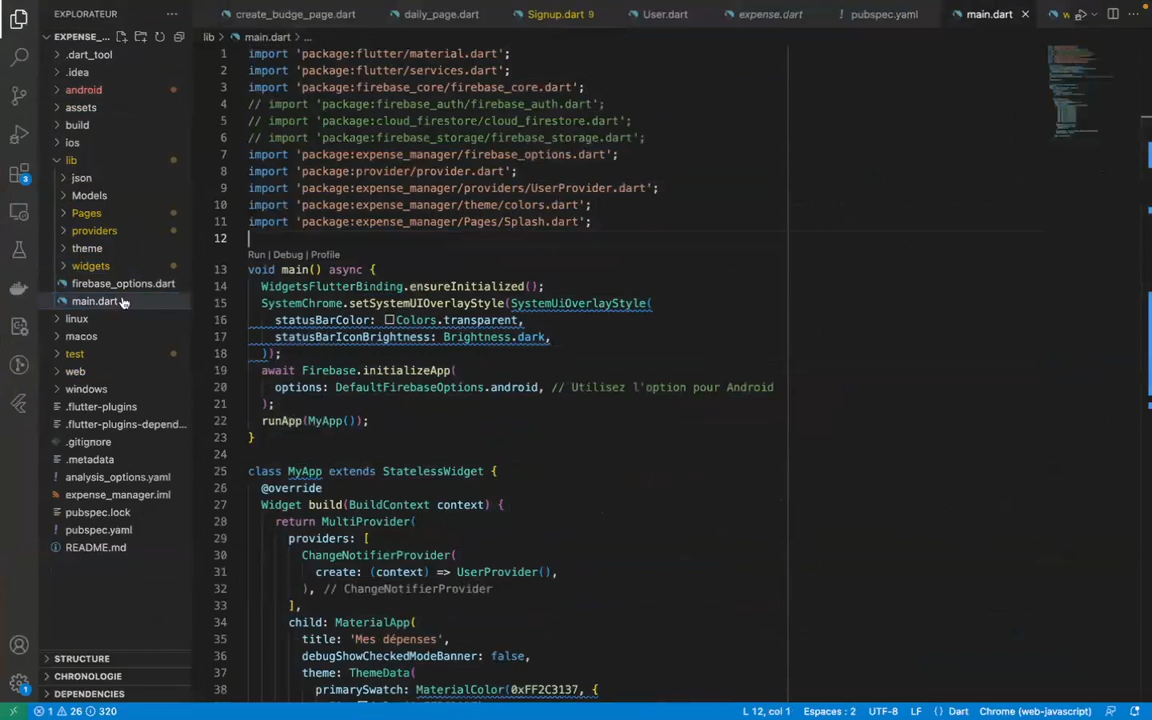 EXPLORATEUR
EXPENSE_...
.dart_tool
.idea
android
assets
build
ios
lib
json
Models
Pages
providers
theme
widgets
firebase_options.dart
main.dart
linux
macos
test
web
windows
.flutter-plugins
.flutter-plugins-depend...
.gitignore
.metadata
analysis_options.yaml
expense_manager.iml
pubspec.lock
pubspec.yaml
README.md
STRUCTURE
CHRONOLOGIE
DEPENDENCIES
3
1
create_budge_page.dart daily_page.dart Signup.dart 9 User.dart expense.dart pubspec.yaml main.dart w
lib > main.dart > ...
1 import 'package:flutter/material.dart';
2 import 'package:flutter/services.dart';
3 import 'package:firebase_core/firebase_core.dart';
4 // import 'package:firebase_auth/firebase_auth.dart';
5 // import 'package:cloud_firestore/cloud_firestore.dart';
6 // import 'package:firebase_storage/firebase_storage.dart';
7 import 'package:expense_manager/firebase_options.dart';
8 import 'package:provider/provider.dart';
9 import 'package:expense_manager/providers/UserProvider.dart';
10 import 'package:expense_manager/theme/colors.dart';
11 import 'package:expense_manager/Pages/Splash.dart';
12
Run | Debug | Profile
13 void main() async {
14 WidgetsFlutterBinding.ensureInitialized();
15 SystemChrome.setSystemUIOverlayStyle(SystemUiOverlayStyle(
16 statusBarColor: Colors.transparent,
17 statusBarIconBrightness: Brightness.dark,
18 ));
19 await Firebase.initializeApp(
20 options: DefaultFirebaseOptions.android, // Utilisez l'option pour Android
21 );
22 runApp(MyApp());
23 }
24
25 class MyApp extends StatelessWidget {
26 @override
27 Widget build(BuildContext context) {
28 return MultiProvider(
29 providers: [
30 ChangeNotifierProvider(
31 create: (context) => UserProvider(),
32 ), // ChangeNotifierProvider
33 ],
34 child: MaterialApp(
35 title: 'Mes dépenses',
36 debugShowCheckedModeBanner: false,
37 theme: ThemeData(
38 primarySwatch: MaterialColor(0xFF2C3137, {
1 26 320 L 12, col 1 Espaces : 2 UTF-8 LF {} Dart Chrome (web-javascript)